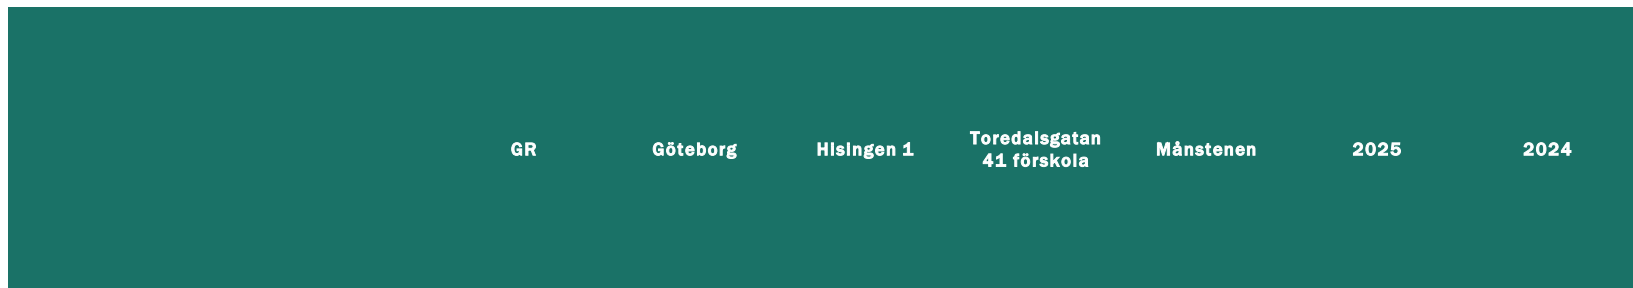 GR
Göteborg
Hisingen 1
Toredalsgatan
41 förskola
Månstenen
2025
2024